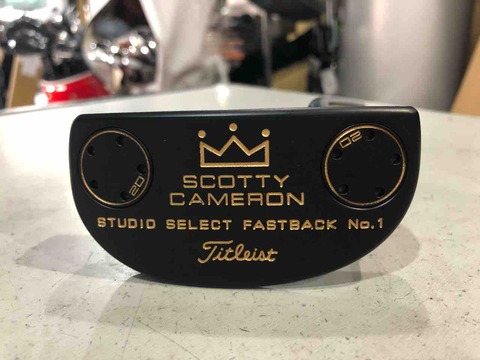 SCOTTY
CAMERON
20
20
STUDIO SELECT FASTBACK No.1
Titleist